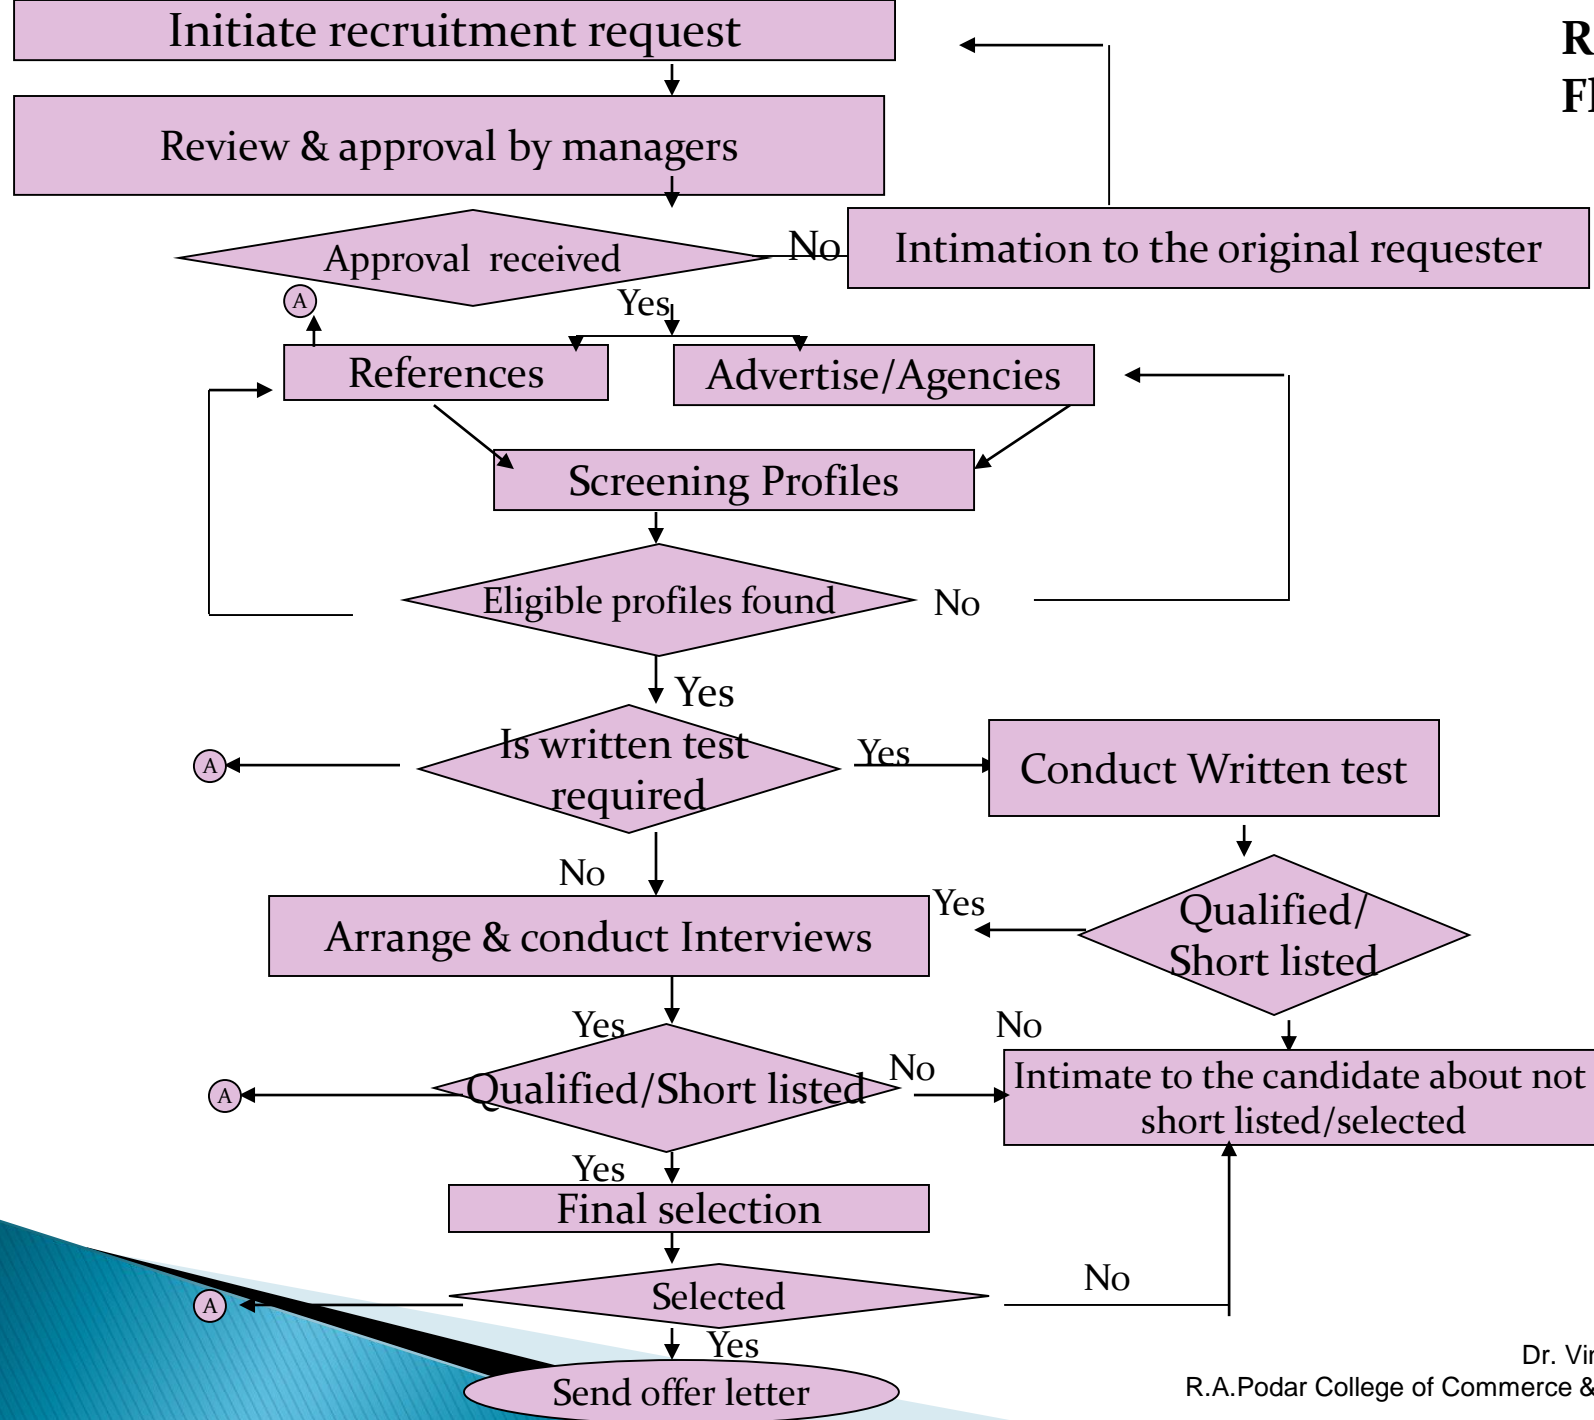 Initiate recruitment request
Review & approval by managers
Approval  received
No
Intimation to the original requester
A
Yes
References
Advertise/Agencies
Screening Profiles
Eligible profiles found
No
Yes
A
Is written test
required
Yes
Conduct Written test
No
Arrange & conduct Interviews
Yes
Qualified/
Short listed
Yes
No
A
Qualified/Short listed
No
Intimate to the candidate about not
short listed/selected
Yes
Final selection
A
Selected
No
Yes
Send offer letter
Dr.
R.A.Podar College of Commerce &